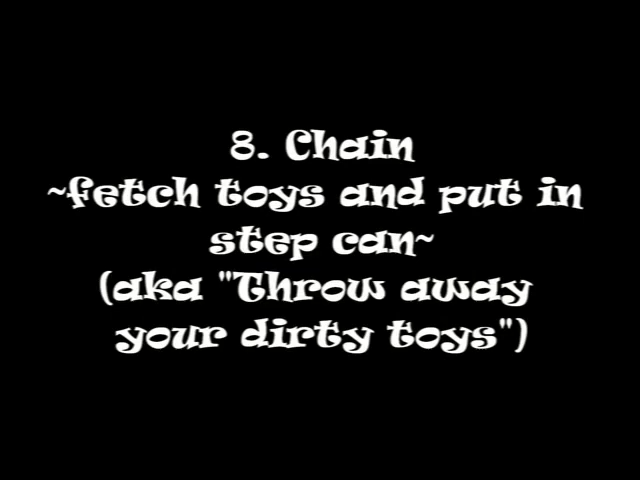 8. Chain
~fetch toys and put in
step can~
(aka "Throw away
your dirty toys")